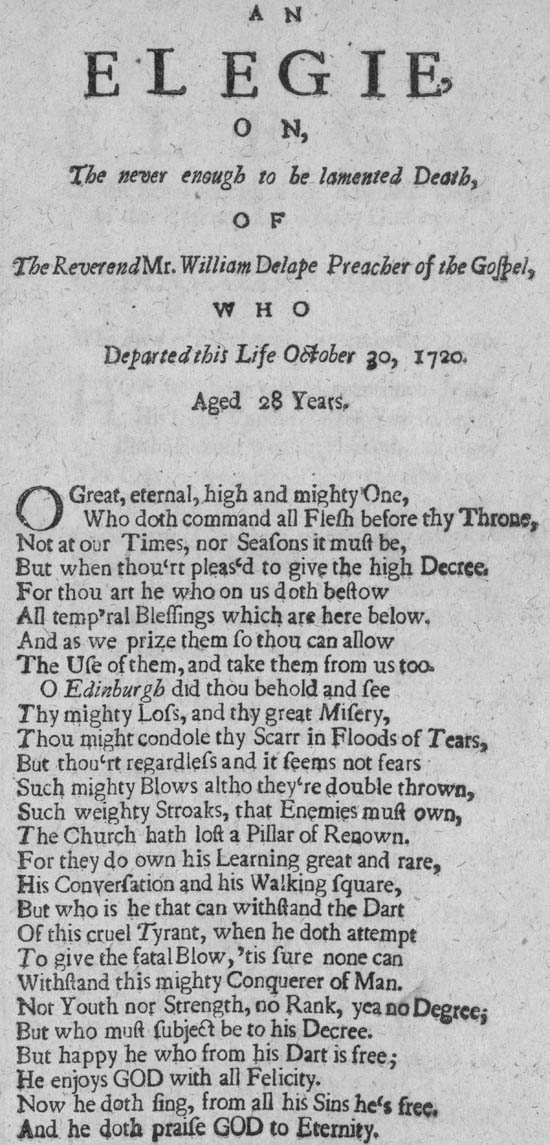 AN
ELEGIE,
ON,
The never enough to be lamented Death,
OF
The Reverend Mr. William Delape Preacher of the Goſpel,
WHO
Departed this Life October 30, 1720.
Aged 28 Years.
O Great, eternal, high and mighty One,
Who doth command all Fleſh before thy Throne,
Not at our Times, nor Seaſons it muſt be,
But when thou‘rt pleas‘d to give the high Decree.
For thou art he who on us doth beſtow
All temp’ral Bleſſings which are here below.
And as we prize them ſo thou can allow
The Uſe of them, and take them from us too.
O Edinburgh did thou behold and ſee
Thy mighty Loſs, and thy great Miſery,
Thou might condole thy Scarr in Floods of Tears,
But thou‘rt regardleſs and it ſeems not fears
Such mighty Blows altho they‘re double thrown,
Such weighty Stroaks, that Enemies muſt own,
The Church hath loſt a Pillar of Renown.
For they do own his Learning great and rare,
His Converſation and his Walking ſquare,
But who is he that can withſtand the Dart
Of this cruel Tyrant, when he doth attempt
To give the fatal Blow, ’tis ſure none can
Withſtand this mighty Conquerer of Man.
Nor Youth nor Strength, no Rank, yea no Degree;
But who muſt ſubject be to his Decree.
But happy he who from his Dart is free;
He enjoys GOD with all Felicity.
Now he doth ſing, from all his Sins he‘s free.
And he doth praiſe GOD to Eternity.